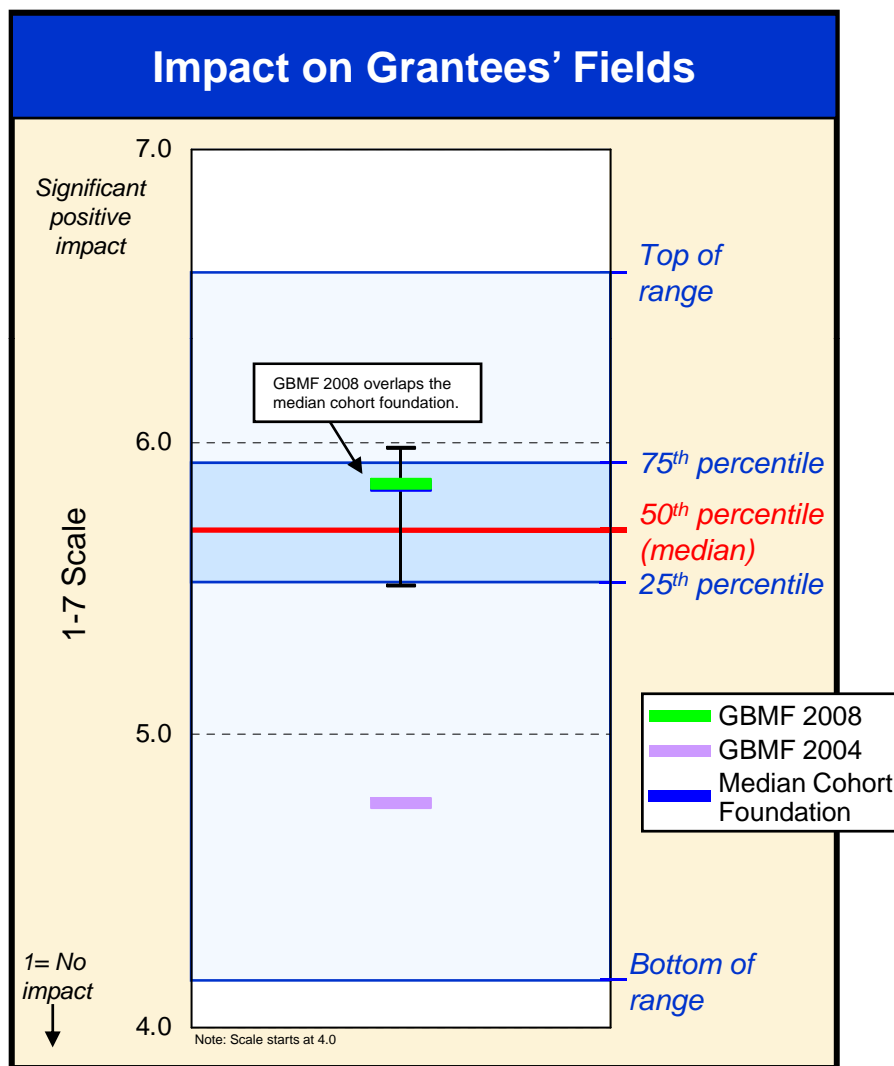 Impact on Grantees’ Fields
7.0
Significant
positive
impact
Top of
range
GBMF 2008 overlaps the
median cohort foundation.
6.0
75th percentile
50th percentile
(median)
25th percentile
1-7 Scale
5.0
GBMF 2008
GBMF 2004
Median Cohort
Foundation
1= No
impact
Bottom of
range
4.0
Note: Scale starts at 4.0